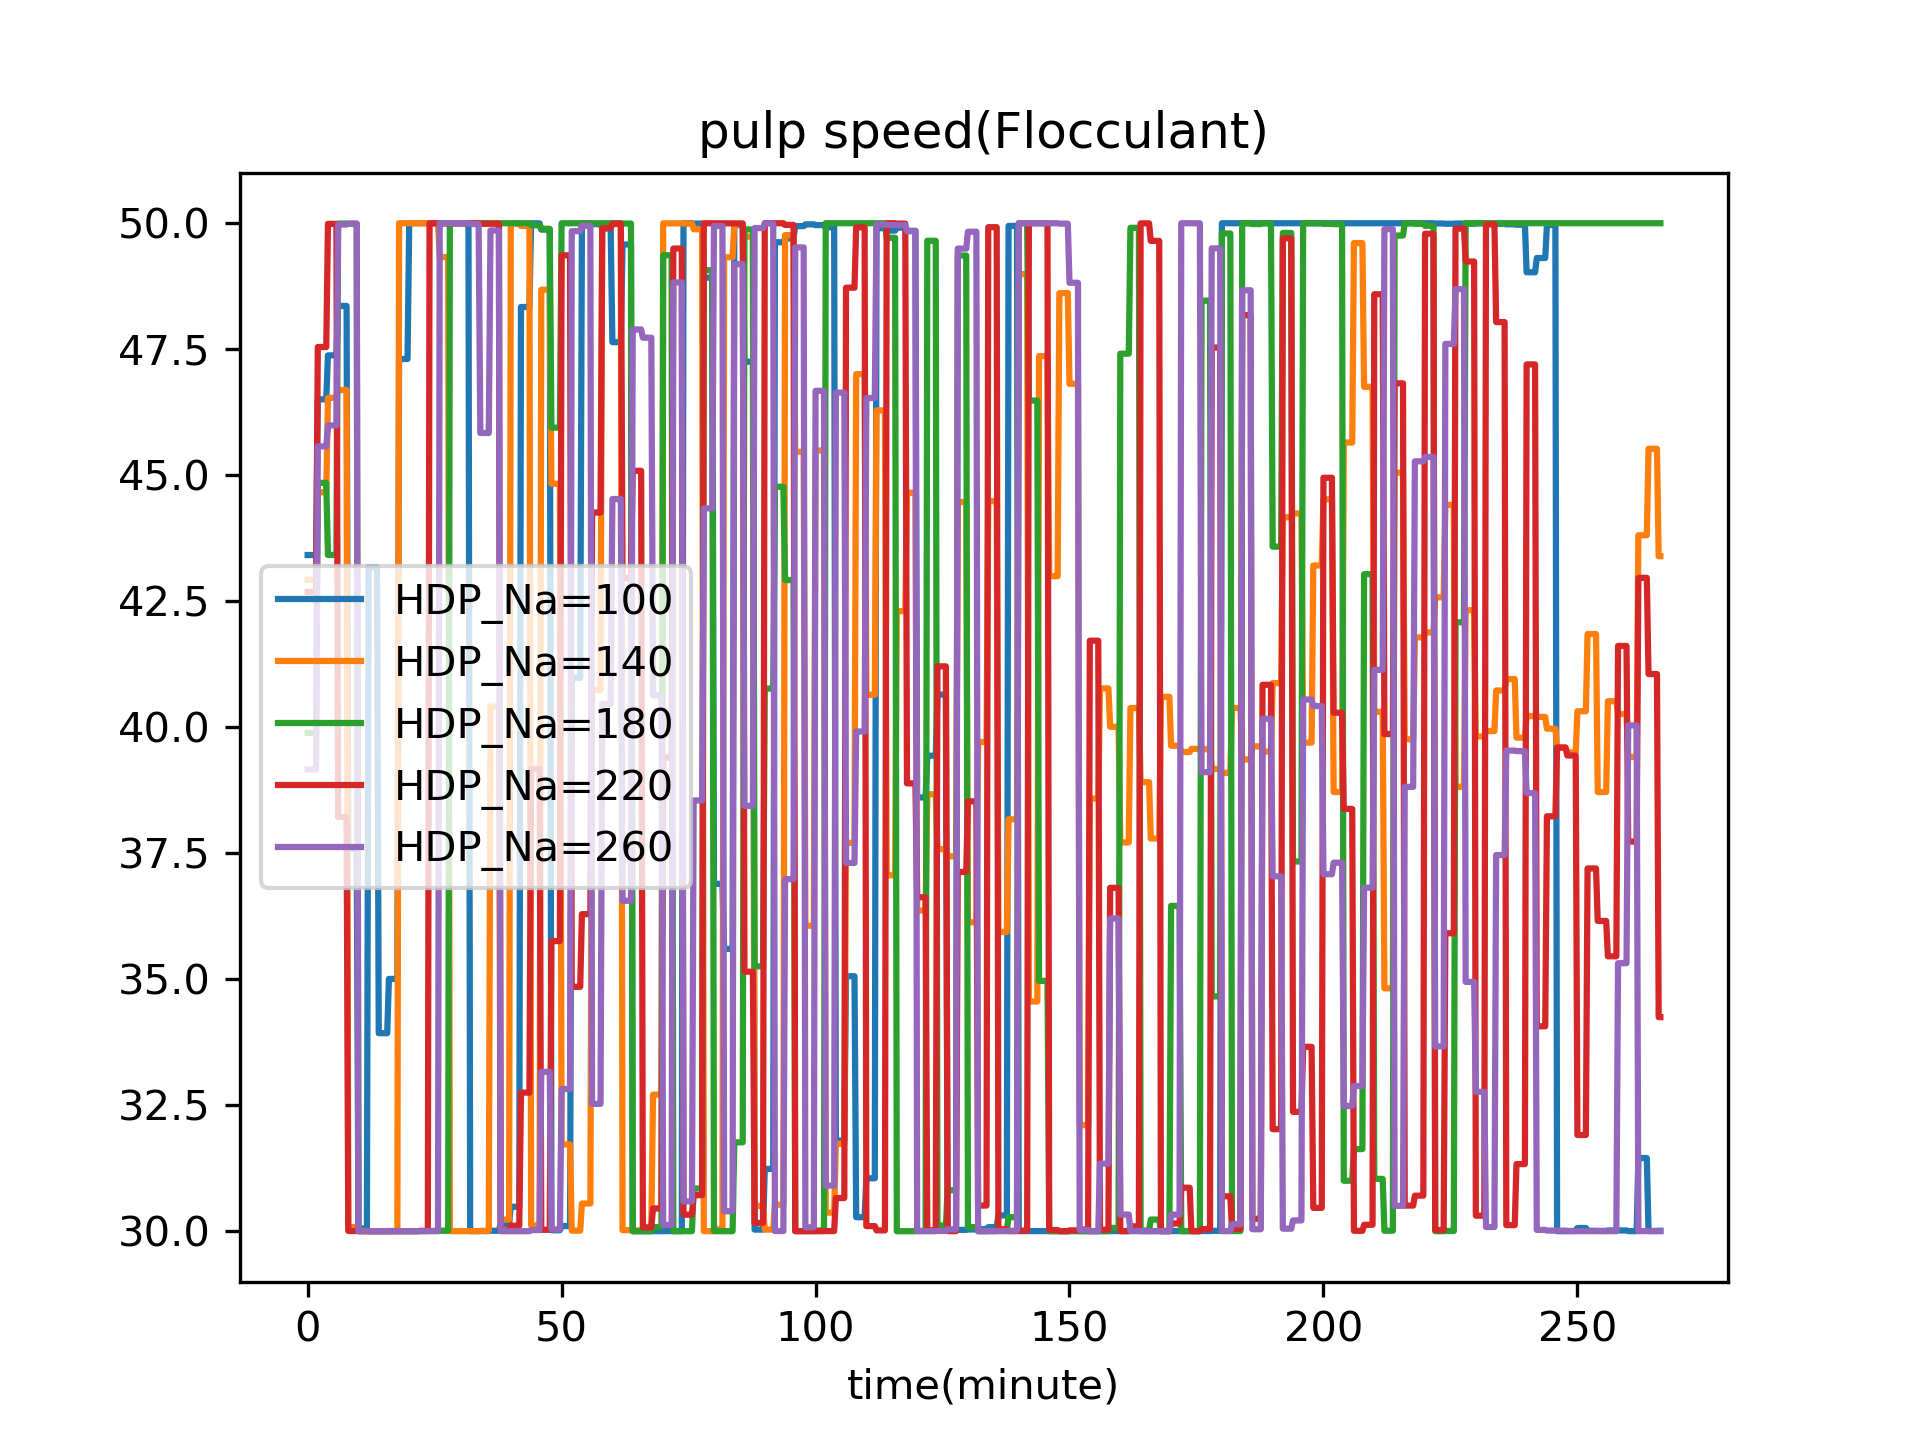 pulp speed(Flocculant)
50.0
47.5
45.0
42.5
40.0
37.5
35.0
32.5
30.0
HDP_Na=100
HDP_Na=140
HDP_Na=180
HDP_Na=220
HDP_Na=260
0 50 100 150 200 250
time(minute)